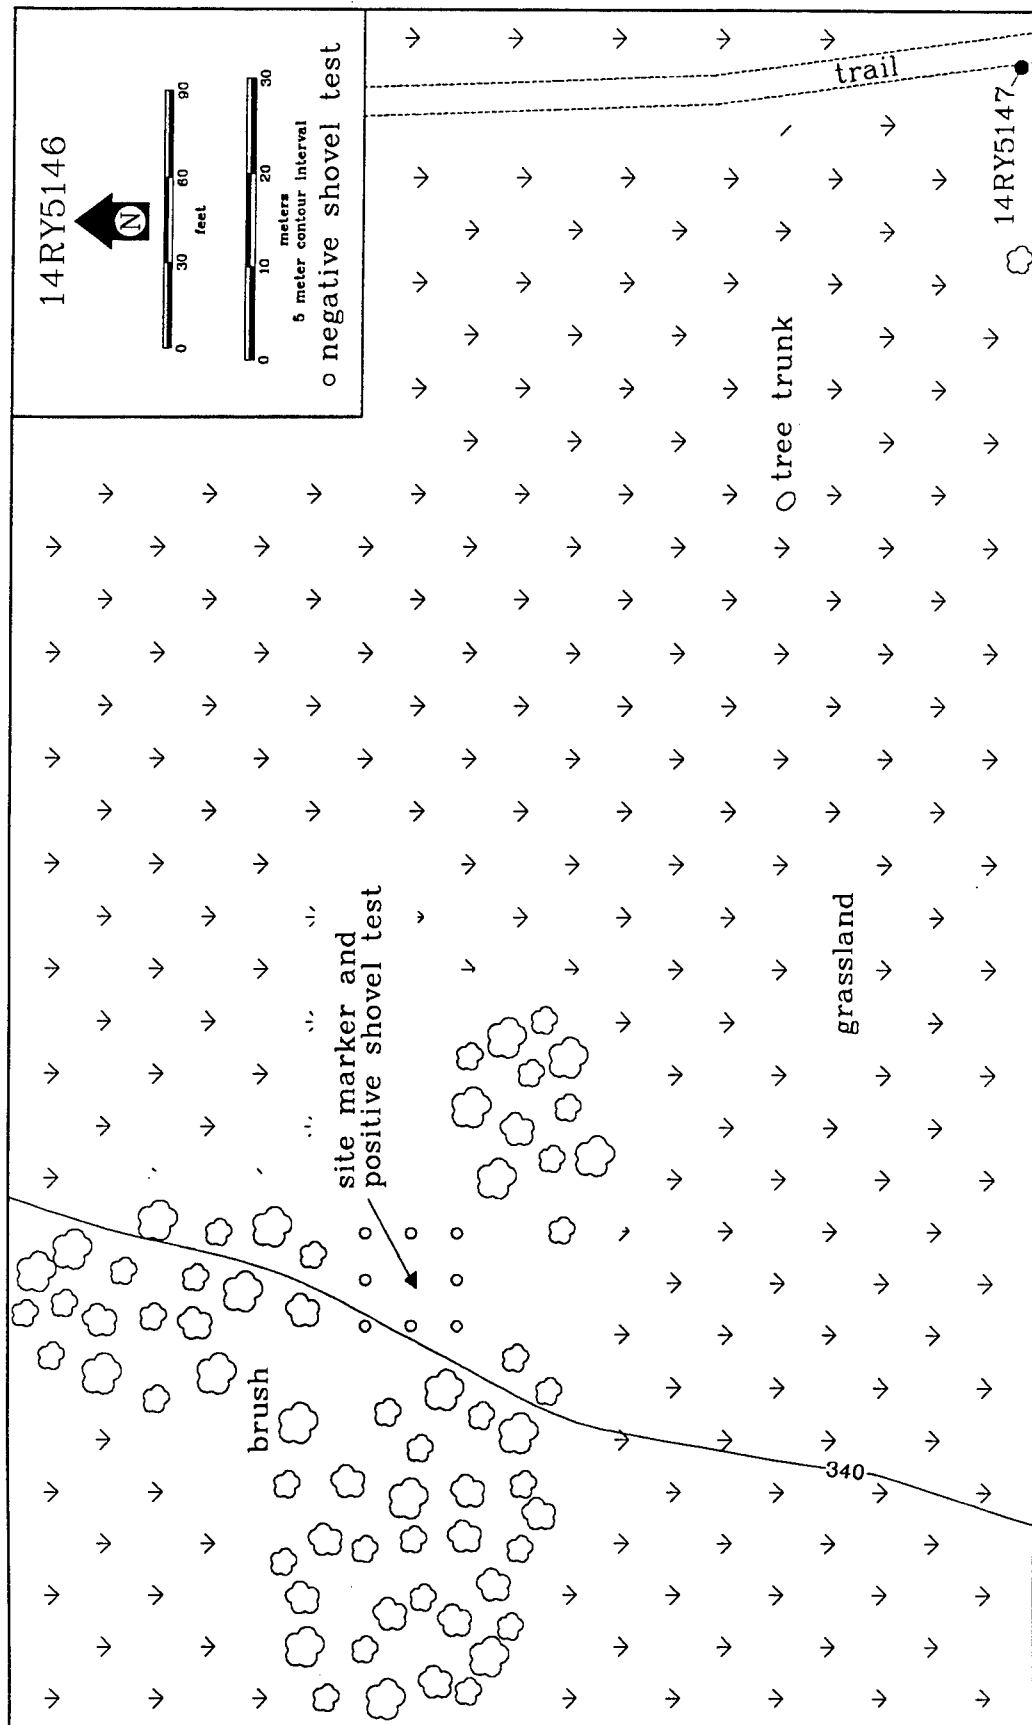 14RY5146
N
0 30 60 90
feet
0 10 20 30
meters
5 meter contour interval
o negative shovel test
trail
14RY5147
tree trunk
site marker and
positive shovel test
grassland
brush
340